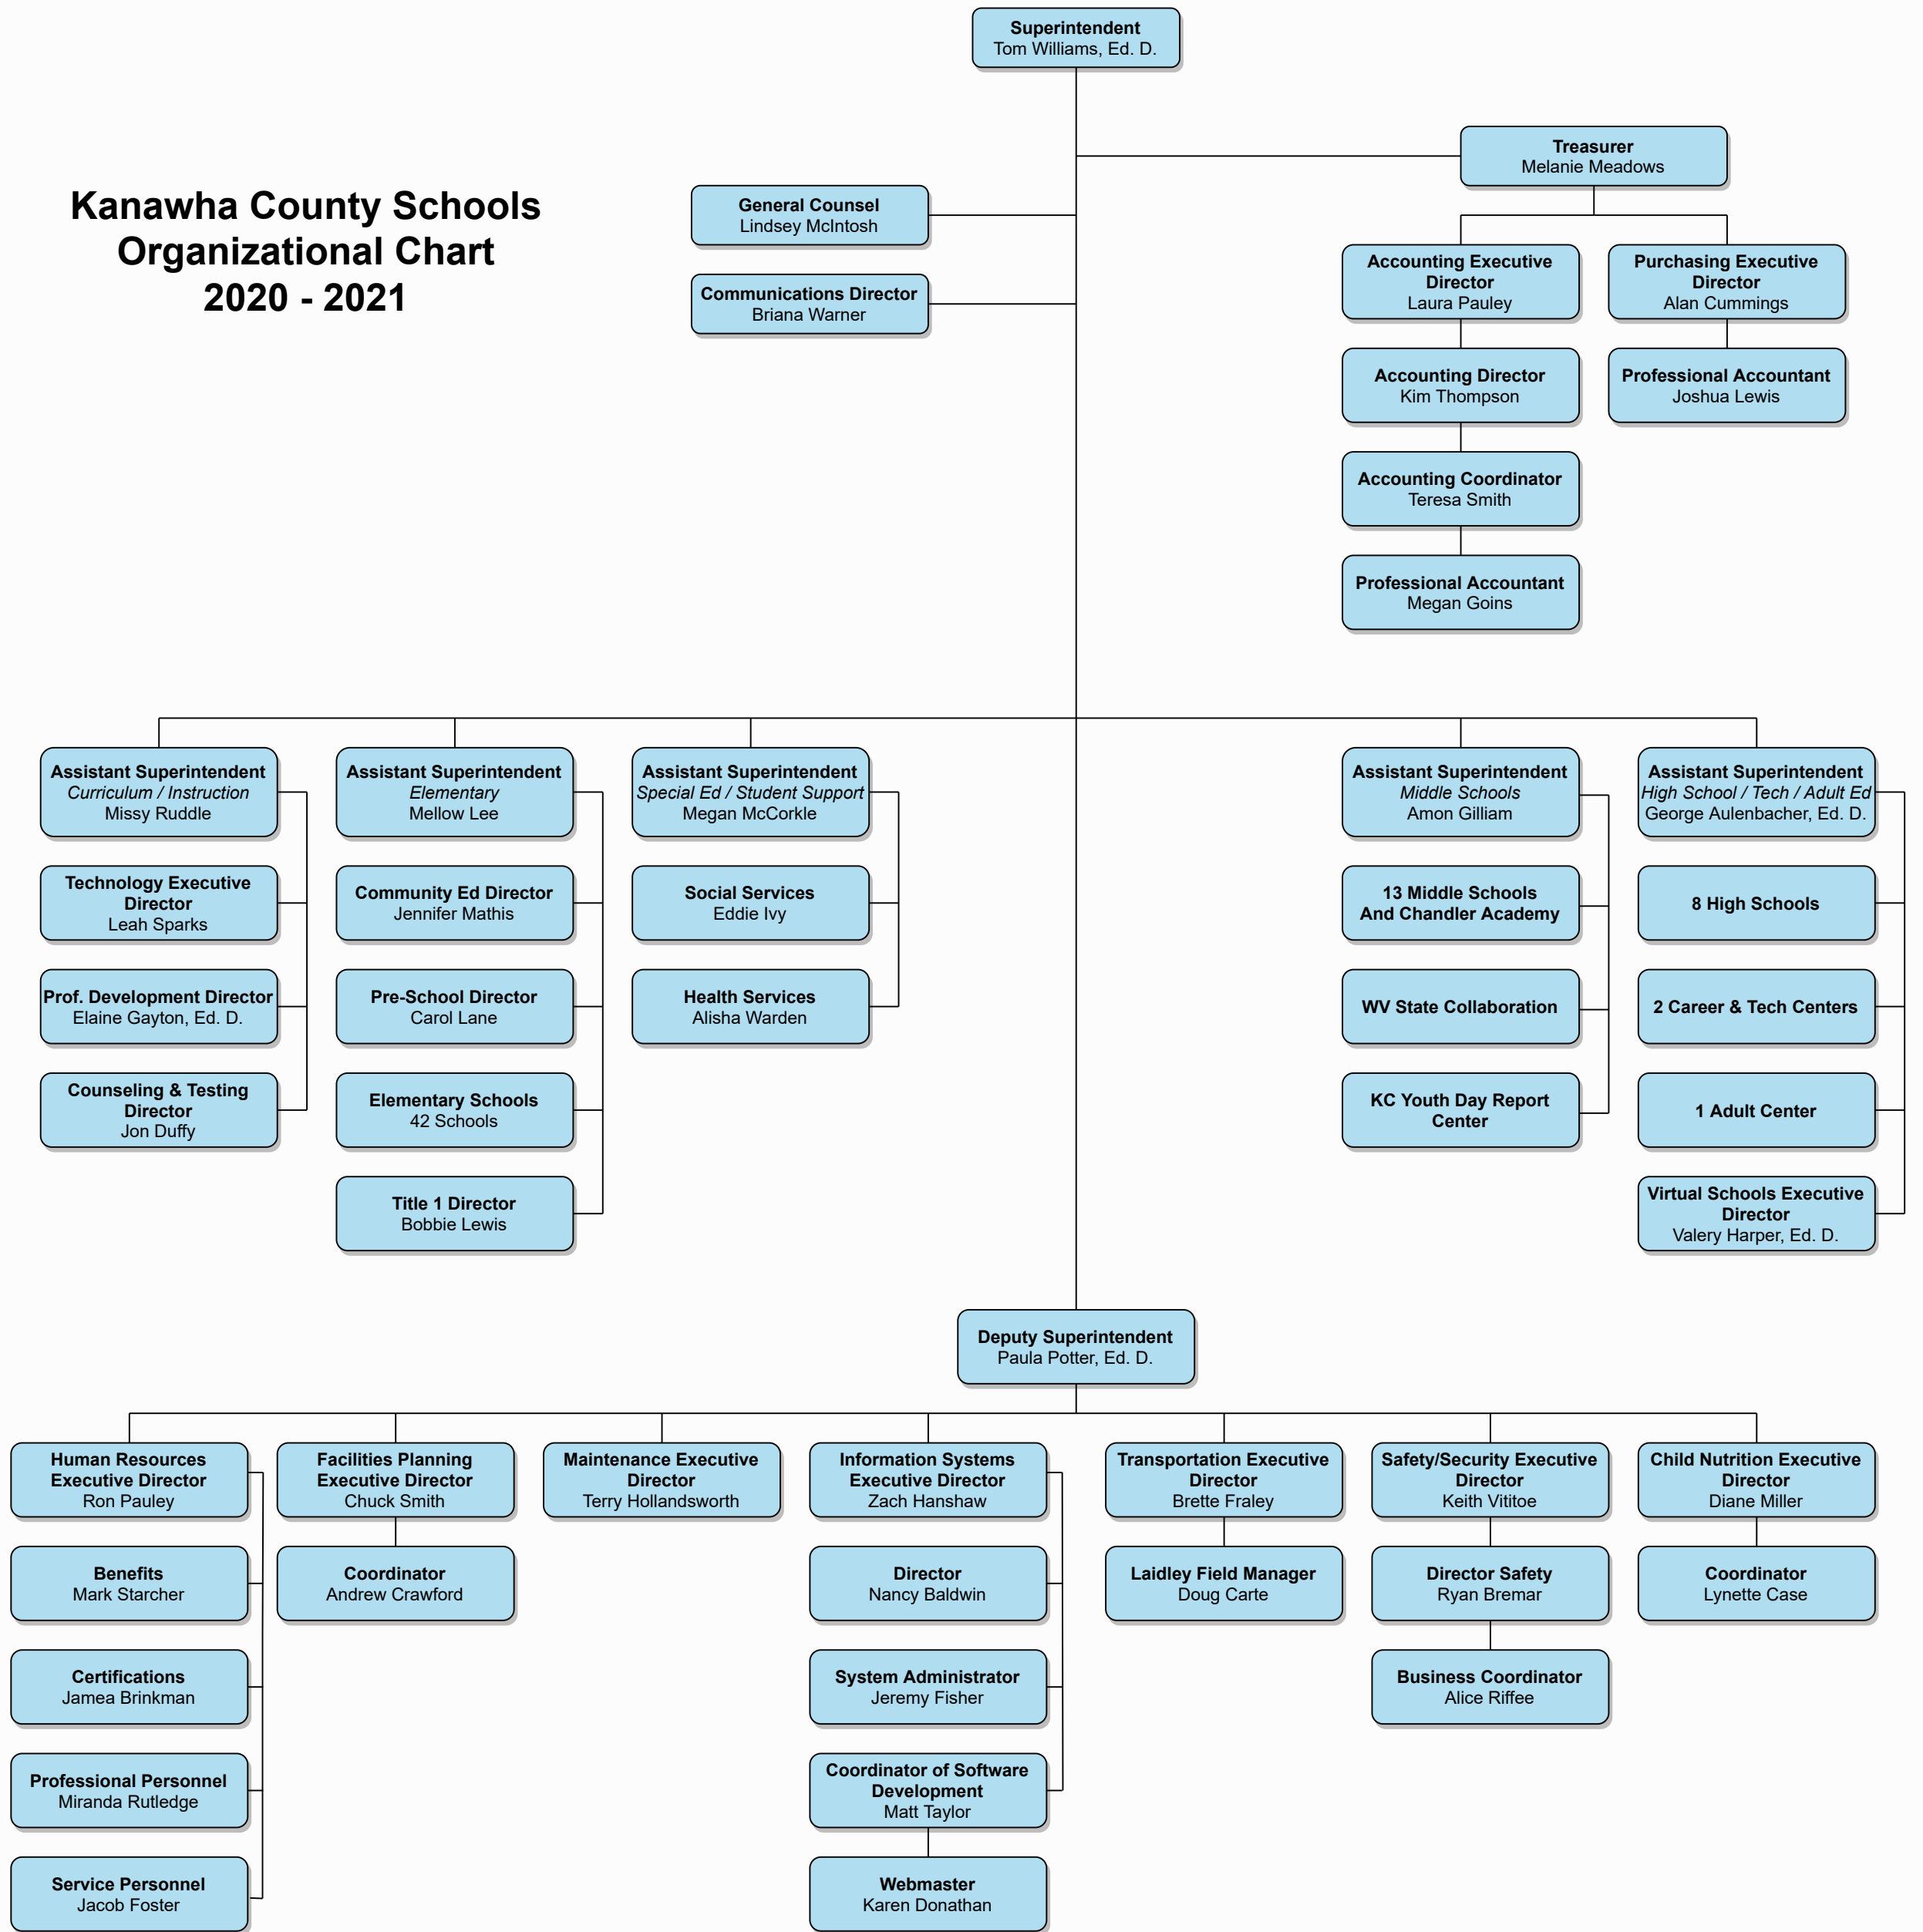 Superintendent
Tom Williams, Ed. D.
Treasurer
Melanie Meadows
Kanawha County Schools
Organizational Chart
2020 - 2021
General Counsel
Lindsey McIntosh
Communications Director
Briana Warner
Accounting Executive
Director
Laura Pauley
Purchasing Executive
Director
Alan Cummings
Accounting Director
Kim Thompson
Professional Accountant
Joshua Lewis
Accounting Coordinator
Teresa Smith
Professional Accountant
Megan Goins
Assistant Superintendent
Curriculum / Instruction
Missy Ruddle
Technology Executive
Director
Leah Sparks
Prof. Development Director
Elaine Gayton, Ed. D.
Counseling & Testing
Director
Jon Duffy
Assistant Superintendent
Elementary
Mellow Lee
Community Ed Director
Jennifer Mathis
Pre-School Director
Carol Lane
Elementary Schools
42 Schools
Title 1 Director
Bobbie Lewis
Assistant Superintendent
Special Ed / Student Support
Megan McCorkle
Social Services
Eddie Ivy
Health Services
Alisha Warden
Assistant Superintendent
Middle Schools
Amon Gilliam
13 Middle Schools
And Chandler Academy
WV State Collaboration
KC Youth Day Report
Center
Assistant Superintendent
High School / Tech / Adult Ed
George Aulenbacher, Ed. D.
8 High Schools
2 Career & Tech Centers
1 Adult Center
Virtual Schools Executive
Director
Valery Harper, Ed. D.
Deputy Superintendent
Paula Potter, Ed. D.
Human Resources
Executive Director
Ron Pauley
Benefits
Mark Starcher
Certifications
Jamea Brinkman
Professional Personnel
Miranda Rutledge
Service Personnel
Jacob Foster
Facilities Planning
Executive Director
Chuck Smith
Coordinator
Andrew Crawford
Maintenance Executive
Director
Terry Hollandsworth
Information Systems
Executive Director
Zach Hanshaw
Director
Nancy Baldwin
System Administrator
Jeremy Fisher
Coordinator of Software
Development
Matt Taylor
Webmaster
Karen Donathan
Transportation Executive
Director
Brette Fraley
Laidley Field Manager
Doug Carte
Safety/Security Executive
Director
Keith Vititoe
Director Safety
Ryan Bremar
Business Coordinator
Alice Riffee
Child Nutrition Executive
Director
Diane Miller
Coordinator
Lynette Case